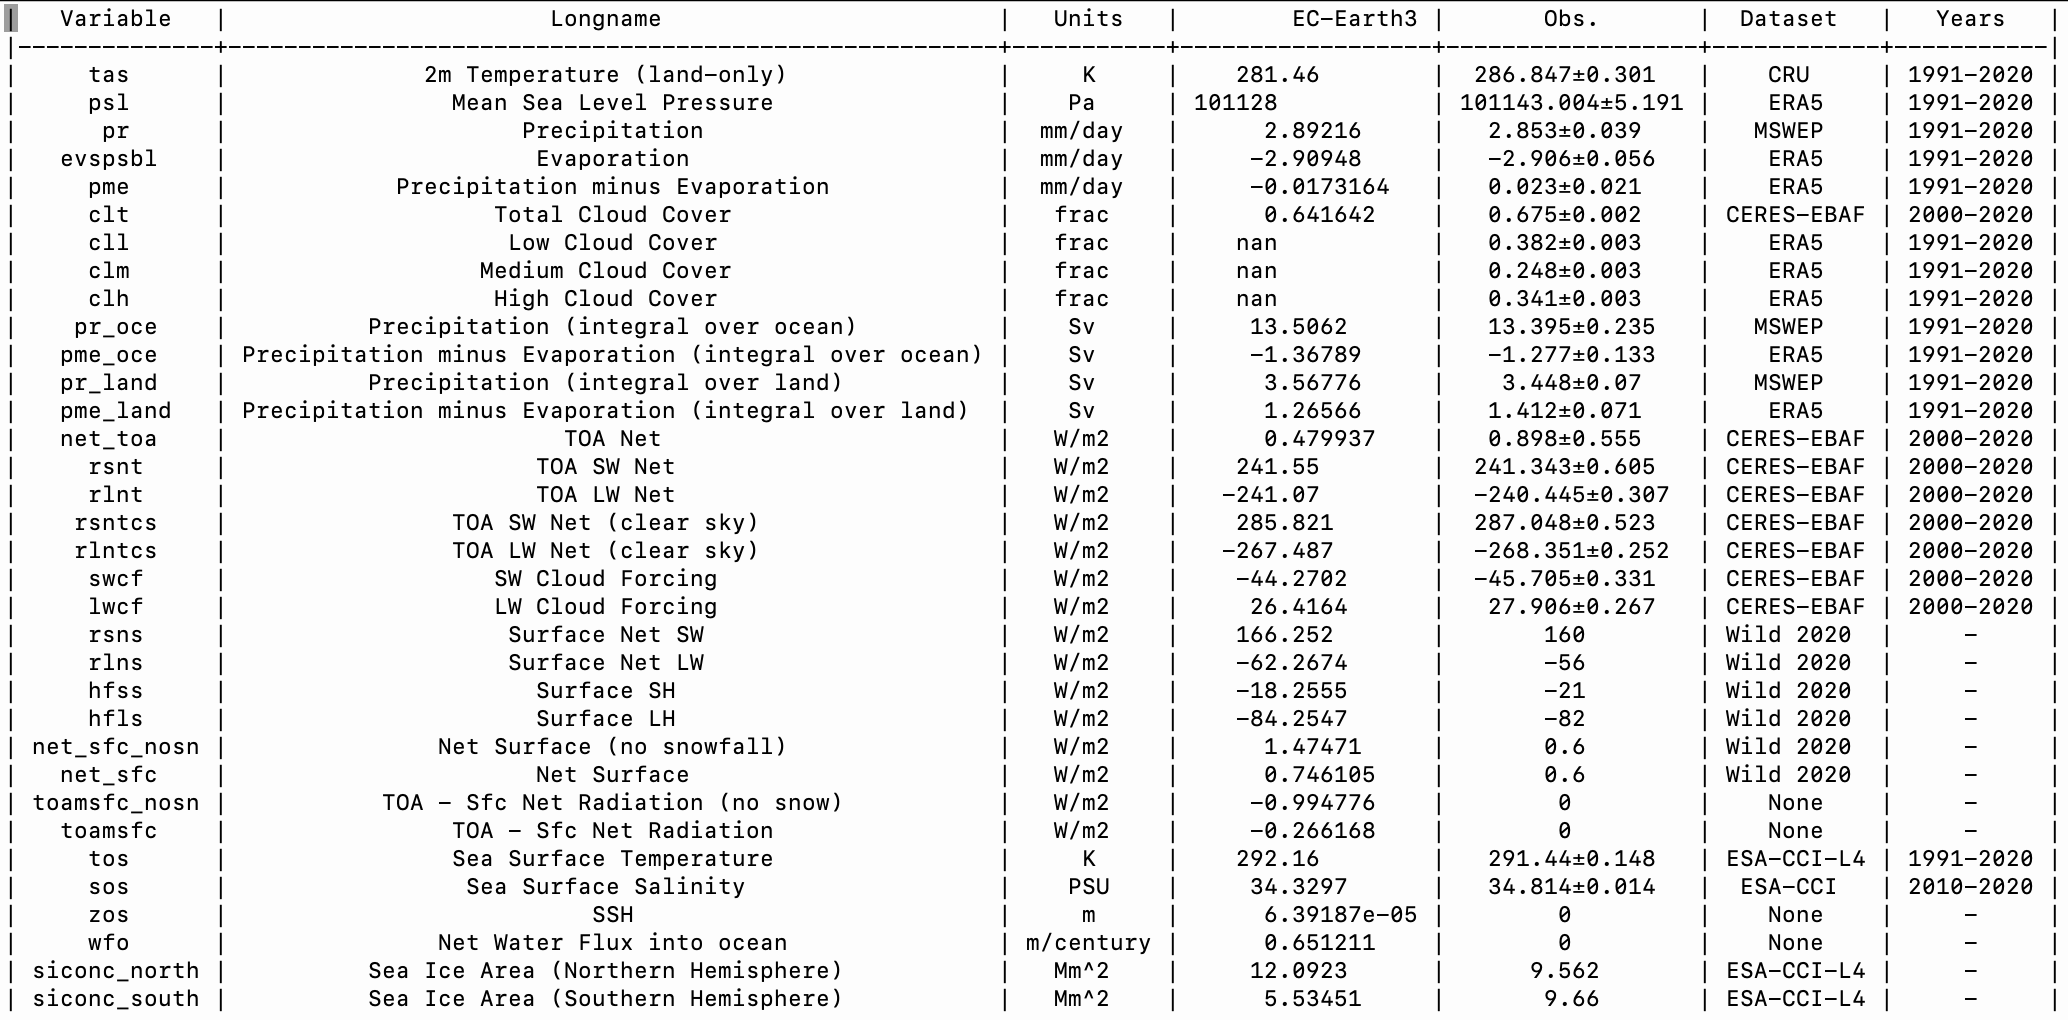 | Variable | Longname | Units | EC-Earth3 | Obs. | Dataset | Years |
|--------------+--------------------------------------------------------+-----------+------------------+------------------+------------+-----------|
| tas | 2m Temperature (land-only) | K | 281.46 | 286.847±0.301 | CRU | 1991-2020 |
| psl | Mean Sea Level Pressure | Pa | 101128 | 101143.004±5.191 | ERA5 | 1991-2020 |
| pr | Precipitation | mm/day | 2.89216 | 2.853±0.039 | MSWEP | 1991-2020 |
| evspsbl | Evaporation | mm/day | -2.90948 | -2.906±0.056 | ERA5 | 1991-2020 |
| pme | Precipitation minus Evaporation | mm/day | -0.0173164 | 0.023±0.021 | ERA5 | 1991-2020 |
| clt | Total Cloud Cover | frac | 0.641642 | 0.675±0.002 | CERES-EBAF | 2000-2020 |
| cll | Low Cloud Cover | frac | nan | 0.382±0.003 | ERA5 | 1991-2020 |
| clm | Medium Cloud Cover | frac | nan | 0.248±0.003 | ERA5 | 1991-2020 |
| clh | High Cloud Cover | frac | nan | 0.341±0.003 | ERA5 | 1991-2020 |
| pr_oce | Precipitation (integral over ocean) | Sv | 13.5062 | 13.395±0.235 | MSWEP | 1991-2020 |
| pme_oce | Precipitation minus Evaporation (integral over ocean) | Sv | -1.36789 | -1.277±0.133 | ERA5 | 1991-2020 |
| pr_land | Precipitation (integral over land) | Sv | 3.56776 | 3.448±0.07 | MSWEP | 1991-2020 |
| pme_land | Precipitation minus Evaporation (integral over land) | Sv | 1.26566 | 1.412±0.071 | ERA5 | 1991-2020 |
| net_toa | TOA Net | W/m2 | 0.479937 | 0.898±0.555 | CERES-EBAF | 2000-2020 |
| rsnt | TOA SW Net | W/m2 | 241.55 | 241.343±0.605 | CERES-EBAF | 2000-2020 |
| rlnt | TOA LW Net | W/m2 | -241.07 | -240.445±0.307 | CERES-EBAF | 2000-2020 |
| rsntcs | TOA SW Net (clear sky) | W/m2 | 285.821 | 287.048±0.523 | CERES-EBAF | 2000-2020 |
| rlntcs | TOA LW Net (clear sky) | W/m2 | -267.487 | -268.351±0.252 | CERES-EBAF | 2000-2020 |
| swcf | SW Cloud Forcing | W/m2 | -44.2702 | -45.705±0.331 | CERES-EBAF | 2000-2020 |
| lwcf | LW Cloud Forcing | W/m2 | 26.4164 | 27.906±0.267 | CERES-EBAF | 2000-2020 |
| rsns | Surface Net SW | W/m2 | 166.252 | 160 | Wild 2020 | - |
| rlns | Surface Net LW | W/m2 | -62.2674 | -56 | Wild 2020 | - |
| hfss | Surface SH | W/m2 | -18.2555 | -21 | Wild 2020 | - |
| hfls | Surface LH | W/m2 | -84.2547 | -82 | Wild 2020 | - |
| net_sfc_nosn | Net Surface (no snowfall) | W/m2 | 1.47471 | 0.6 | Wild 2020 | - |
| net_sfc | Net Surface | W/m2 | 0.746105 | 0.6 | Wild 2020 | - |
| toamsfc_nosn | TOA - Sfc Net Radiation (no snow) | W/m2 | -0.994776 | 0 | None | - |
| toamsfc | TOA - Sfc Net Radiation | W/m2 | -0.266168 | 0 | None | - |
| tos | Sea Surface Temperature | K | 292.16 | 291.44±0.148 | ESA-CCI-L4 | 1991-2020 |
| sos | Sea Surface Salinity | PSU | 34.3297 | 34.814±0.014 | ESA-CCI | 2010-2020 |
| zos | SSH | m | 6.39187e-05 | 0 | None | - |
| wfo | Net Water Flux into ocean | m/century | 0.651211 | 0 | None | - |
| siconc_north | Sea Ice Area (Northern Hemisphere) | Mm^2 | 12.0923 | 9.562 | ESA-CCI-L4 | - |
| siconc_south | Sea Ice Area (Southern Hemisphere) | Mm^2 | 5.53451 | 9.66 | ESA-CCI-L4 | - |